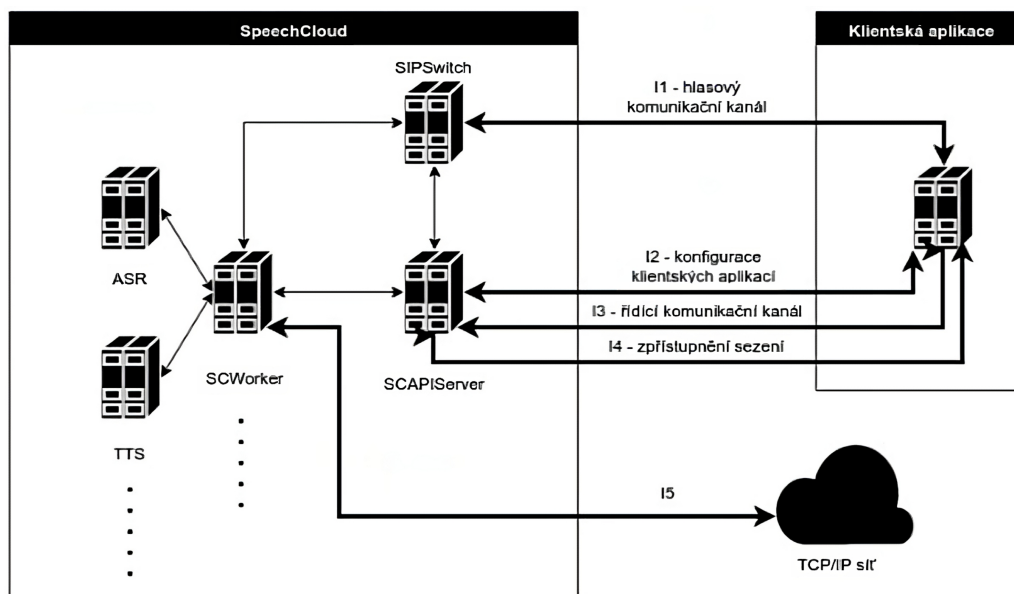 SpeechCloud
Klientská aplikace
SIPSwitch
I1 - hlasový
komunikační kanál
ASR
I2 - konfigurace
klientských aplikací
I3 - řídící komunikační kanál
I4 - zpřístupnění sezení
SCWorker
SCAPIServer
TTS
I5
TCP/IP síť